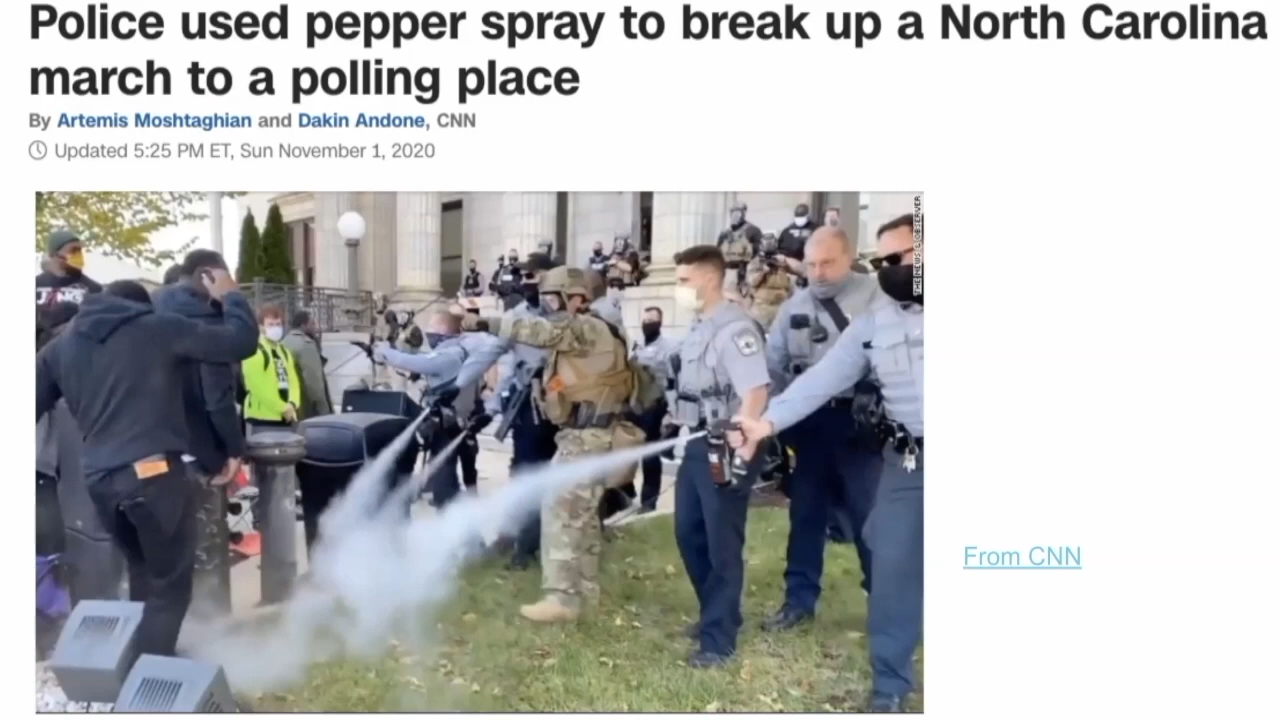 Police used pepper spray to break up a North Carolina
march to a polling place
By Artemis Moshtaghian and Dakin Andone, CNN
Updated 5:25 PM ET, Sun November 1, 2020
THE NEWS & OBSERVER
From CNN